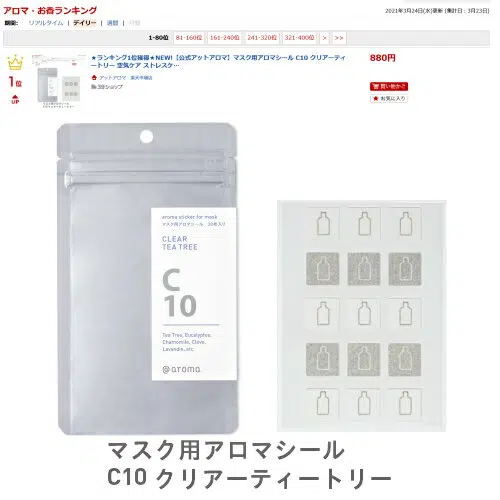 アロマ・お香ランキング
2021年3月24日(水)更新 (集計日:3月23日)
期間: リアルタイム | デイリー | 週間 | 月間
1-80位 81-160位 161-240位 241-320位 321-400位 > >>
1位
UP
★ランキング1位獲得★NEW!【公式アットアロマ】マスク用アロマシール C10 クリアーティートリー 空気ケア ストレスケ…
アットアロマ 楽天市場店
39ショップ
880円
買い物かご
お気に入り
aroma sticker for mask
マスク用アロマシール
CLEAR
TEA TREE
C
10
Tea Tree, Eucalyptus,
Chamomile, Clove,
Lavandin, etc.
@aroma
マスク用アロマシール
C10 クリアーティートリー